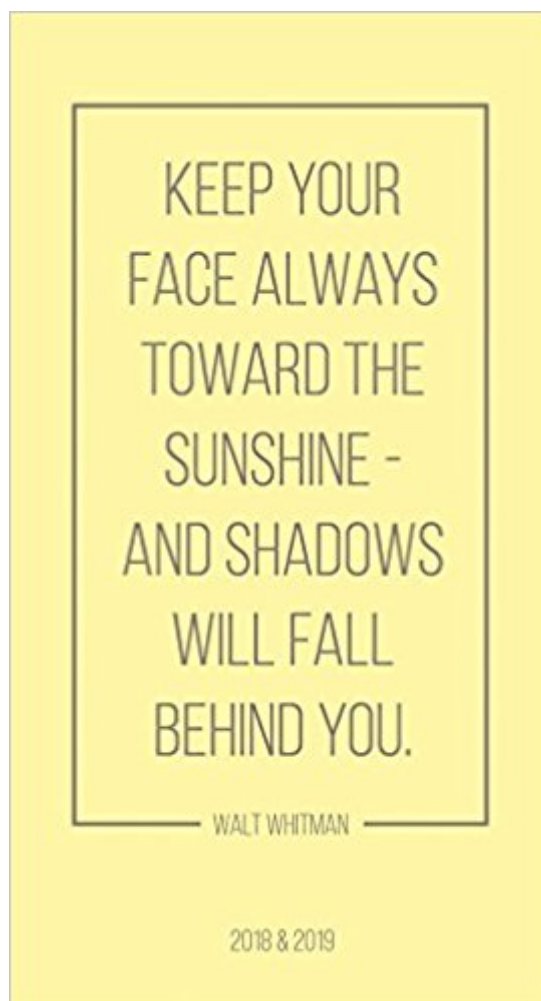 KEEP YOUR
FACE ALWAYS
TOWARD THE
SUNSHINE -
AND SHADOWS
WILL FALL
BEHIND YOU.
WALT WHITMAN
2018 & 2019